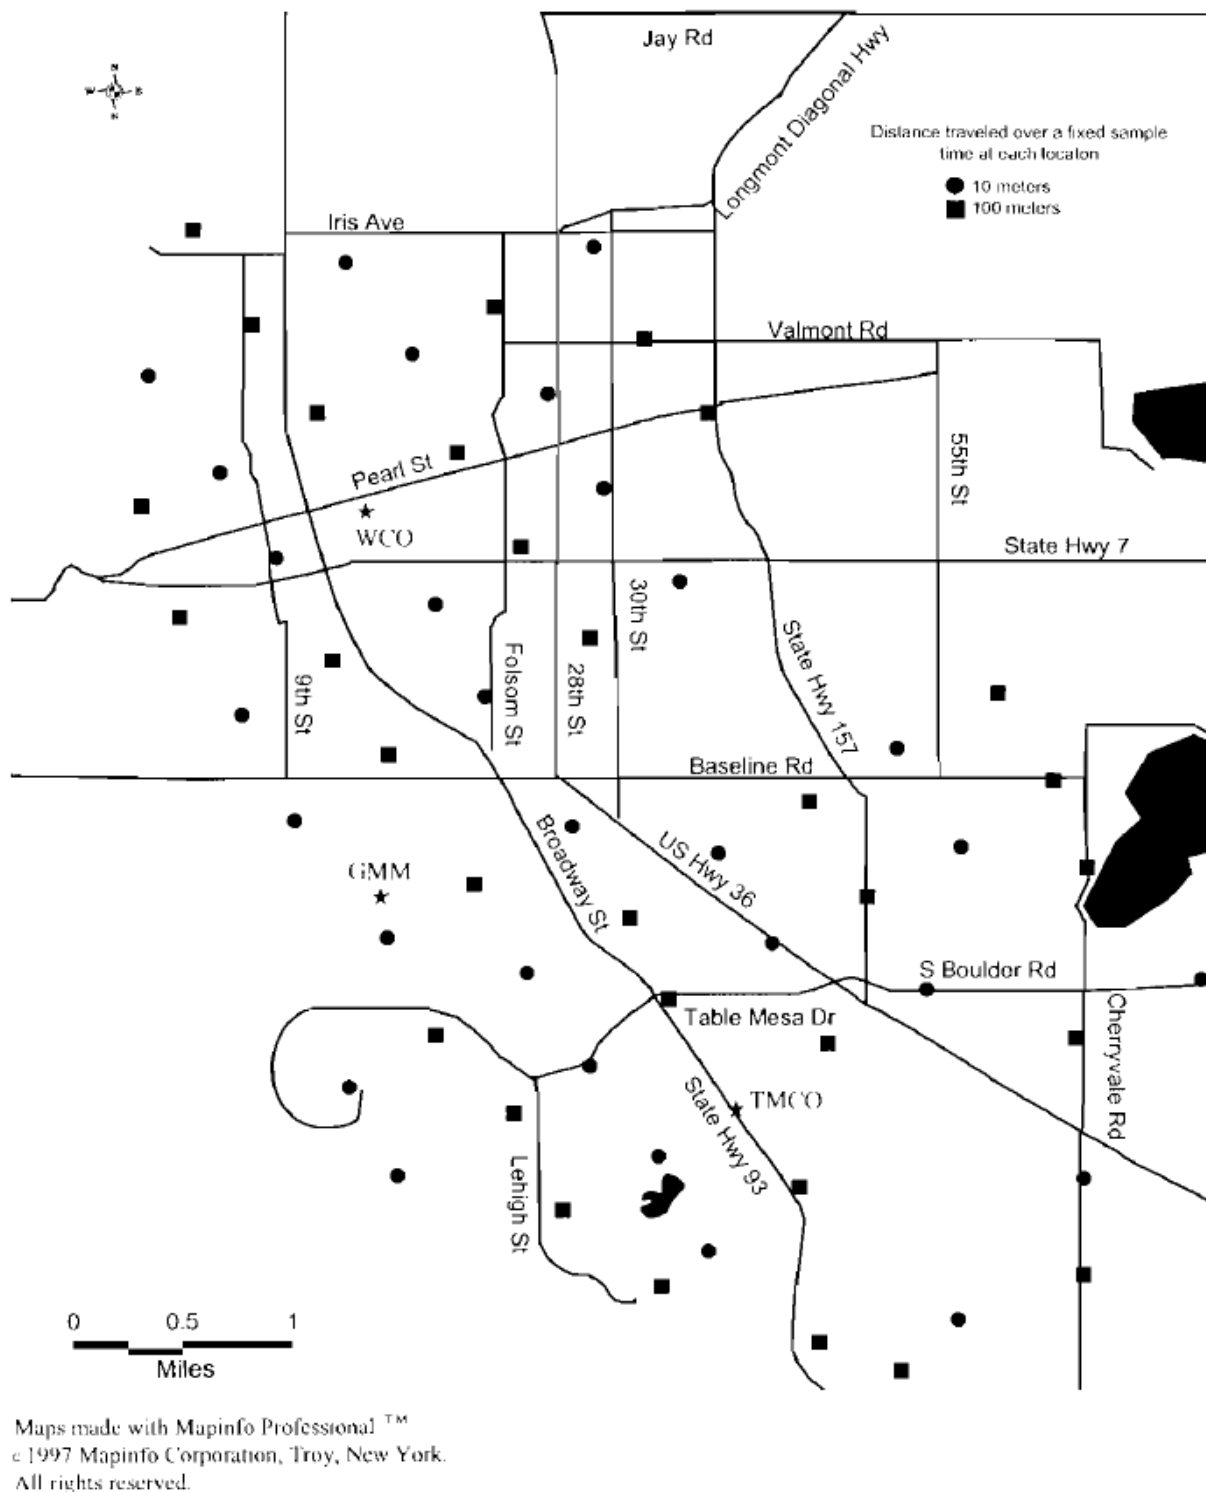 Jay Rd
Longmont Diagonal Hwy
N
W
E
Distance traveled over a fixed sample
time at each locaton
10 meters
100 meters
Iris Ave
Valmont Rd
Pearl St
55th St
WCO
State Hwy 7
30th St
Folsom St
28th St
9th St
State Hwy 157
Baseline Rd
Broadway St
US Hwy 36
GMM
S Boulder Rd
Table Mesa Dr
Cherryvale Rd
State Hwy 93
TMCO
Lehigh St
0 0.5 1
Miles
Maps made with Mapinfo Professional ™
c 1997 Mapinfo Corporation, Troy, New York.
All rights reserved.